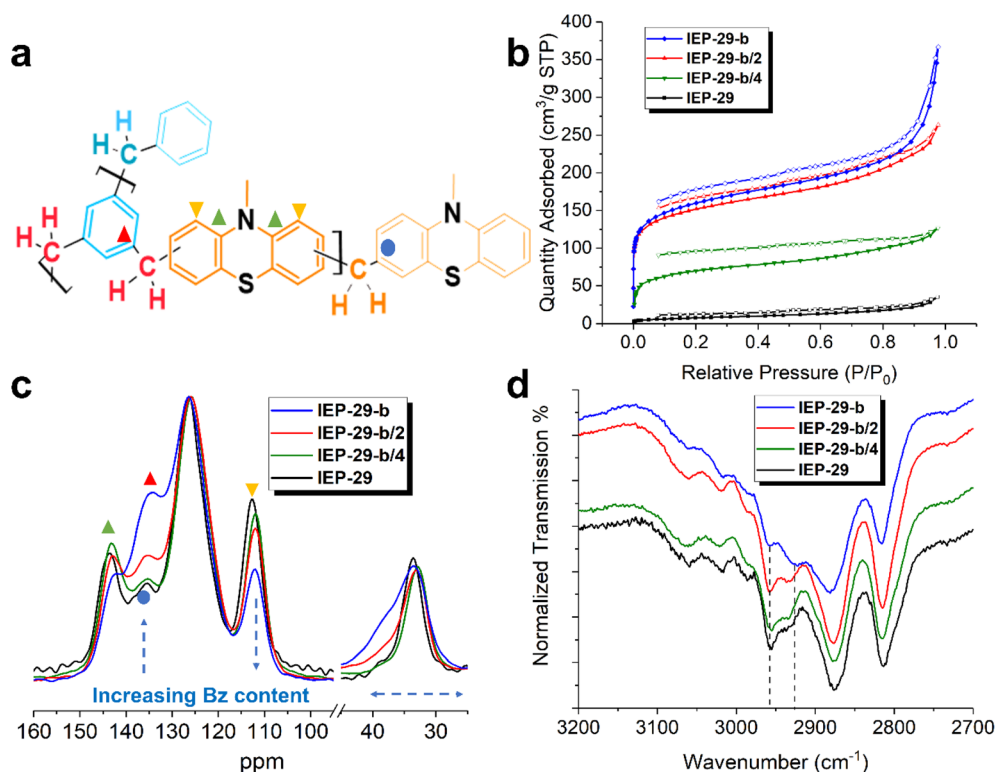 a
H
H
C
H
C
H
N
S
C
H
H
C
H
H
N
S
b
400
350
300
250
200
150
100
50
0
Quantity Adsorbed (cm³/g STP)
IEP-29-b
IEP-29-b/2
IEP-29-b/4
IEP-29
0.0 0.2 0.4 0.6 0.8 1.0
Relative Pressure (P/P₀)
c
IEP-29-b
IEP-29-b/2
IEP-29-b/4
IEP-29
Increasing Bz content
160 150 140 130 120 110 100 35 25
ppm
d
Normalized Transmission %
IEP-29-b
IEP-29-b/2
IEP-29-b/4
IEP-29
3200 3100 3000 2900 2800 2700
Wavenumber (cm⁻¹)